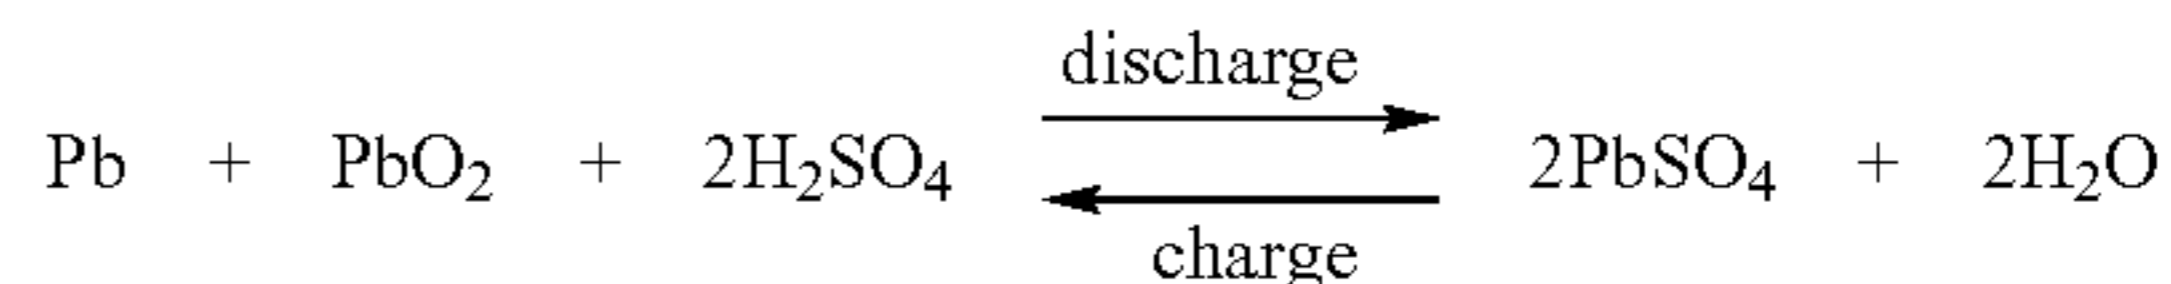 discharge
Pb + PbO₂ + 2H₂SO₄ 2PbSO₄ + 2H₂O
charge